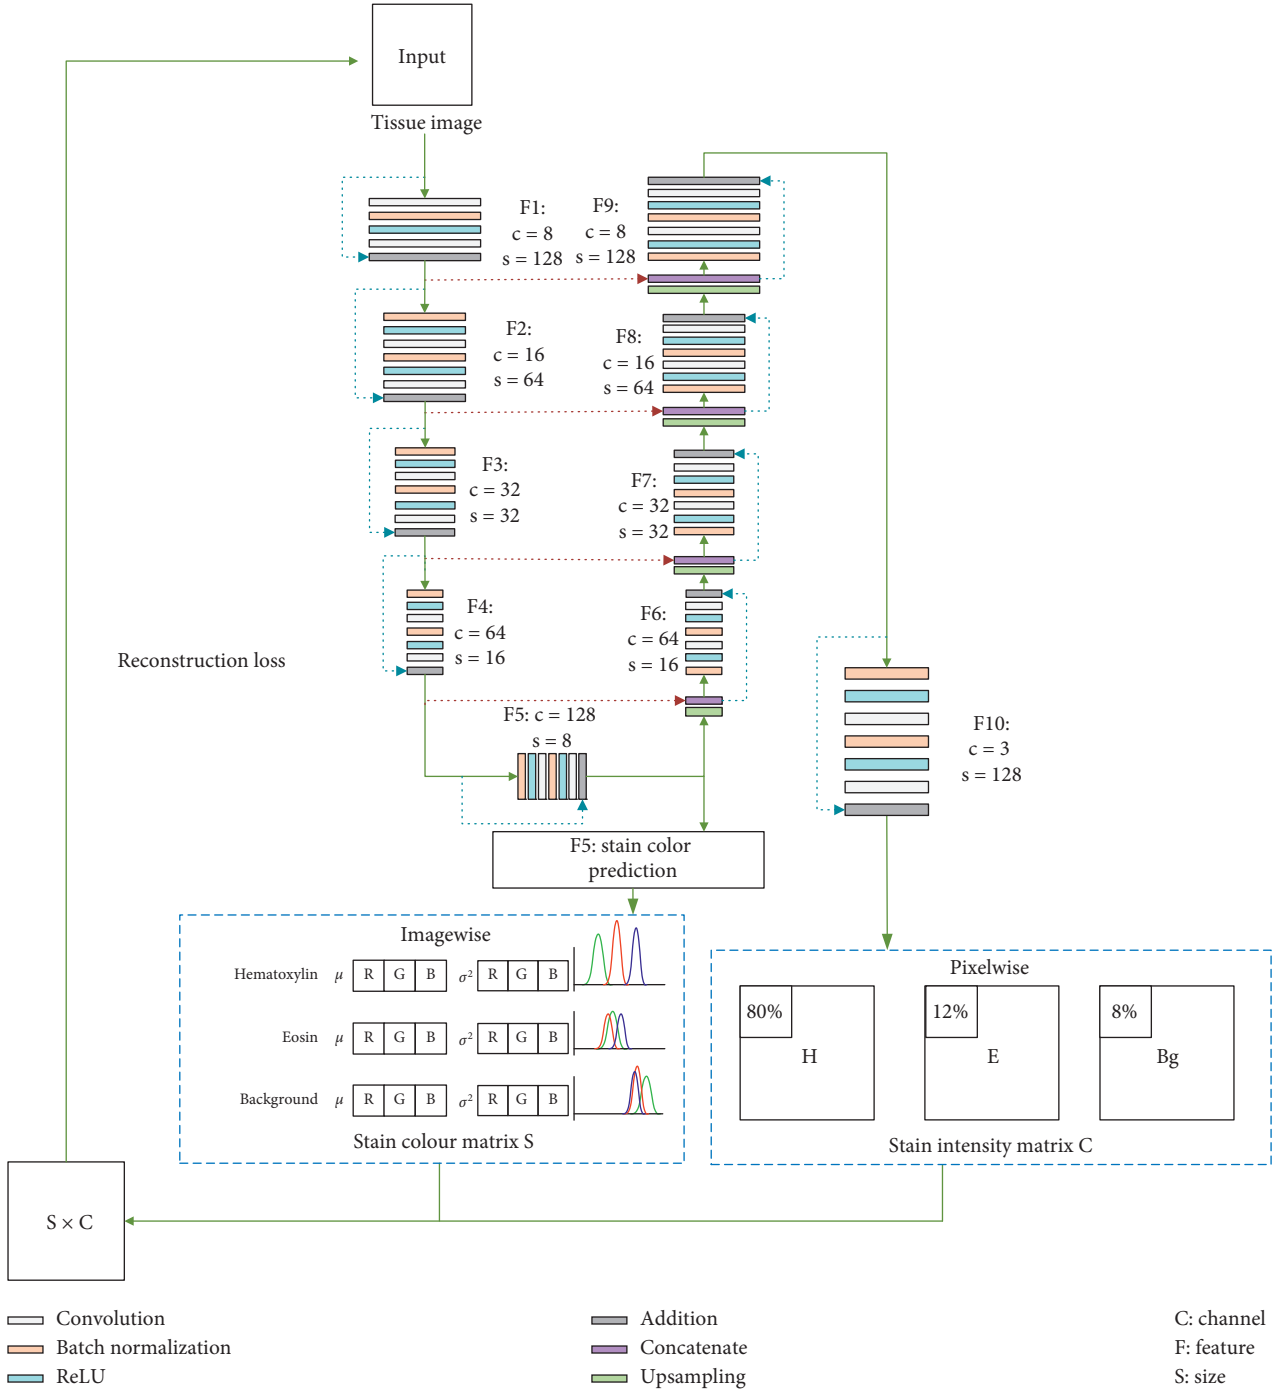 Input
Tissue image
F1:
c = 8
s = 128
F9:
c = 8
s = 128
F2:
c = 16
s = 64
F8:
c = 16
s = 64
F3:
c = 32
s = 32
F7:
c = 32
s = 32
F4:
c = 64
s = 16
F6:
c = 64
s = 16
Reconstruction loss
F5: c = 128
s = 8
F10:
c = 3
s = 128
F5: stain color
prediction
Imagewise
Hematoxylin μ R G B σ² R G B
Eosin μ R G B σ² R G B
Background μ R G B σ² R G B
Stain colour matrix S
Pixelwise
80%
H
12%
E
8%
Bg
Stain intensity matrix C
S × C
Convolution
Batch normalization
ReLU
Addition
Concatenate
Upsampling
C: channel
F: feature
S: size